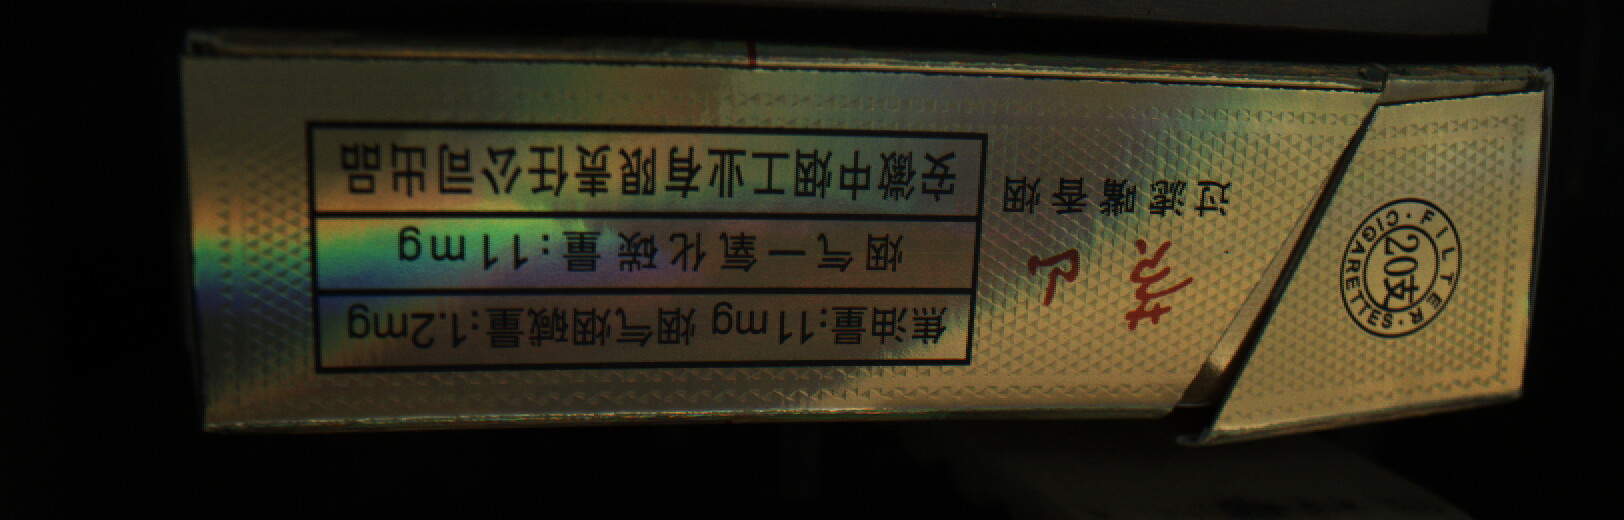 ·FILTER·CIGARETTES
20支
黄山
过滤嘴香烟
焦油量:11mg 烟气烟碱量:1.2mg
烟气一氧化碳量:11mg
安徽中烟工业有限责任公司出品